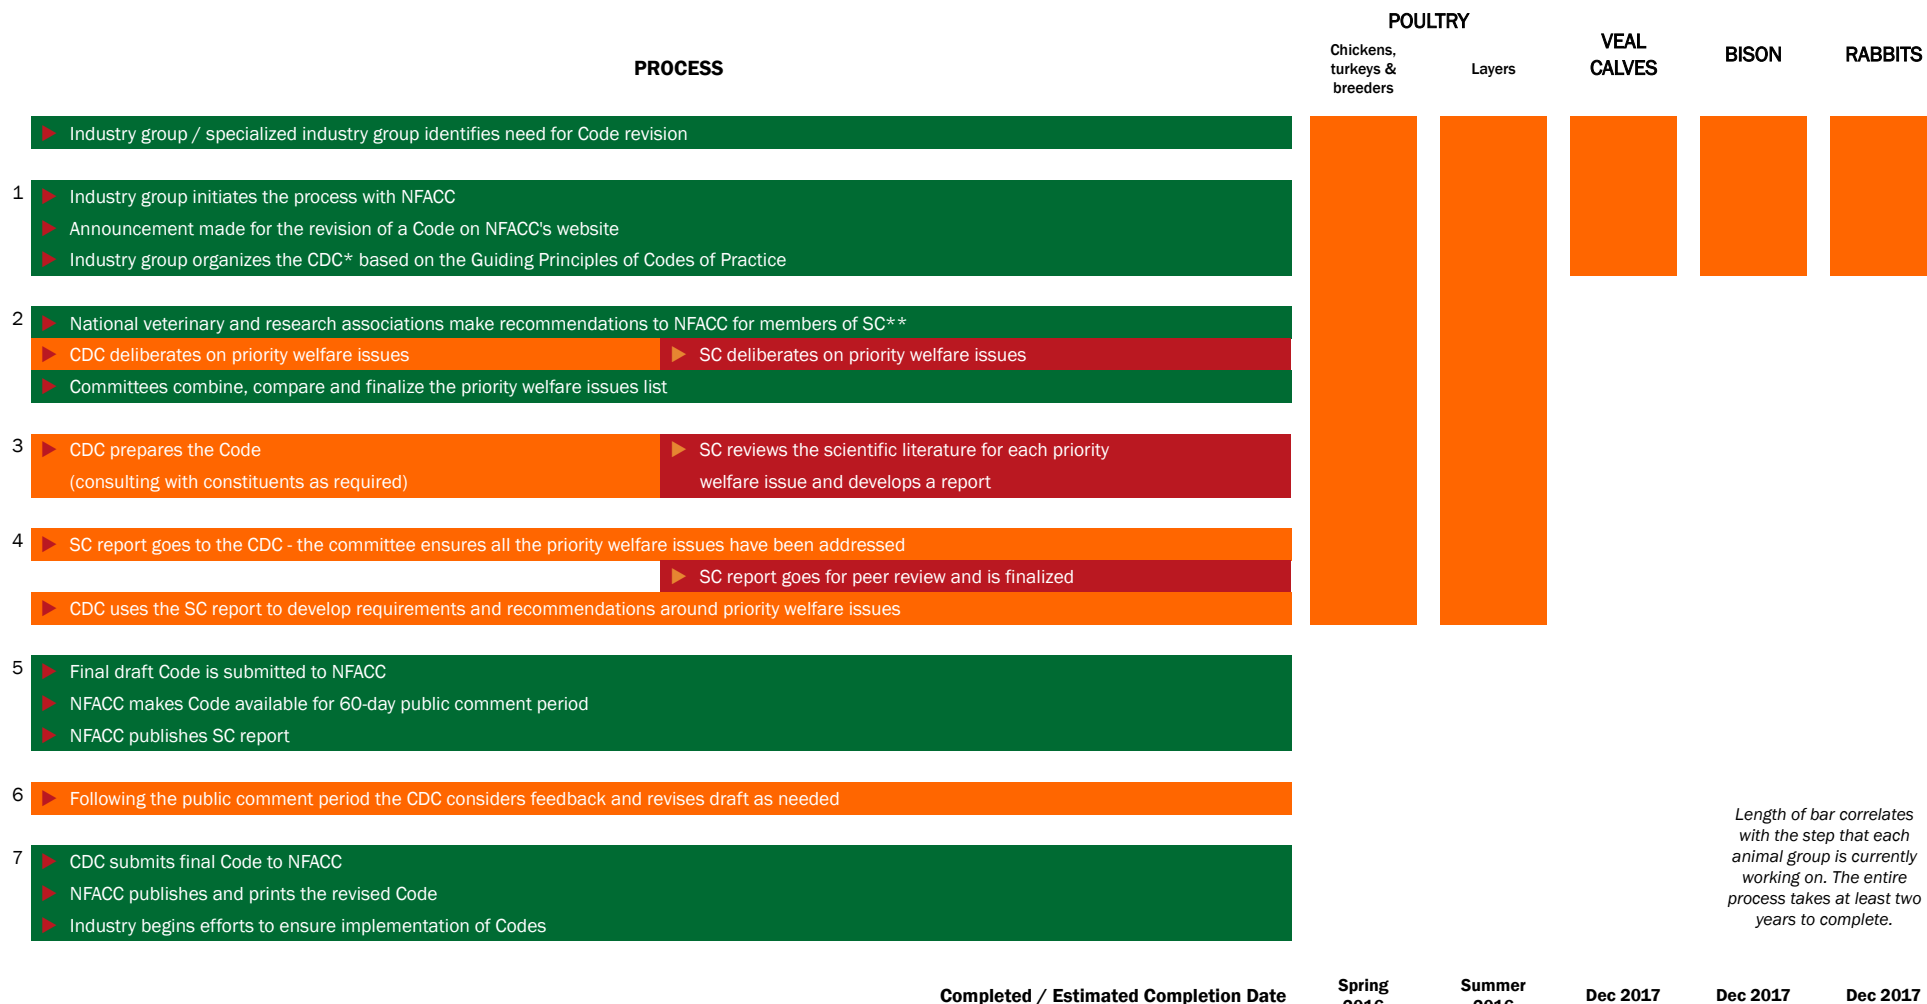 POULTRY
Chickens,
turkeys &
breeders
Layers
VEAL
CALVES
BISON
RABBITS
PROCESS
Industry group / specialized industry group identifies need for Code revision
1
Industry group initiates the process with NFACC
Announcement made for the revision of a Code on NFACC's website
Industry group organizes the CDC* based on the Guiding Principles of Codes of Practice
2
National veterinary and research associations make recommendations to NFACC for members of SC**
CDC deliberates on priority welfare issues
SC deliberates on priority welfare issues
Committees combine, compare and finalize the priority welfare issues list
3
CDC prepares the Code
(consulting with constituents as required)
SC reviews the scientific literature for each priority
welfare issue and develops a report
4
SC report goes to the CDC - the committee ensures all the priority welfare issues have been addressed
SC report goes for peer review and is finalized
CDC uses the SC report to develop requirements and recommendations around priority welfare issues
5
Final draft Code is submitted to NFACC
NFACC makes Code available for 60-day public comment period
NFACC publishes SC report
6
Following the public comment period the CDC considers feedback and revises draft as needed
7
CDC submits final Code to NFACC
NFACC publishes and prints the revised Code
Industry begins efforts to ensure implementation of Codes
Length of bar correlates
with the step that each
animal group is currently
working on. The entire
process takes at least two
years to complete.
Completed / Estimated Completion Date
Spring
2016
Summer
2016
Dec 2017
Dec 2017
Dec 2017